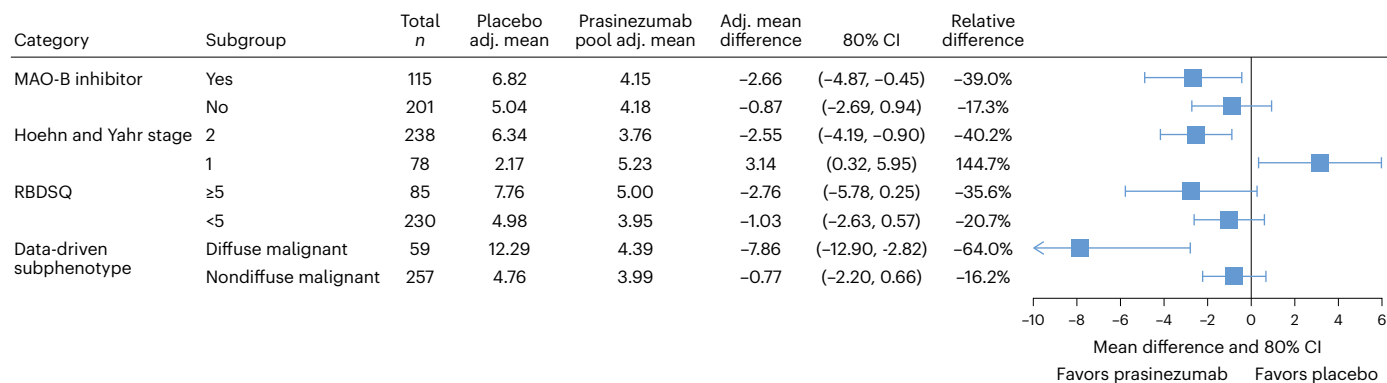 Category Subgroup Total n Placebo adj. mean Prasinezumab pool adj. mean Adj. mean difference 80% CI Relative difference
MAO-B inhibitor Yes 115 6.82 4.15 –2.66 (–4.87, –0.45) –39.0%
No 201 5.04 4.18 –0.87 (–2.69, 0.94) –17.3%
Hoehn and Yahr stage 2 238 6.34 3.76 –2.55 (–4.19, –0.90) –40.2%
1 78 2.17 5.23 3.14 (0.32, 5.95) 144.7%
RBDSQ ≥5 85 7.76 5.00 –2.76 (–5.78, 0.25) –35.6%
<5 230 4.98 3.95 –1.03 (–2.63, 0.57) –20.7%
Data-driven subphenotype Diffuse malignant 59 12.29 4.39 –7.86 (–12.90, -2.82) –64.0%
Nondiffuse malignant 257 4.76 3.99 –0.77 (–2.20, 0.66) –16.2%
–10 –8 –6 –4 –2 0 2 4 6
Mean difference and 80% CI
Favors prasinezumab Favors placebo